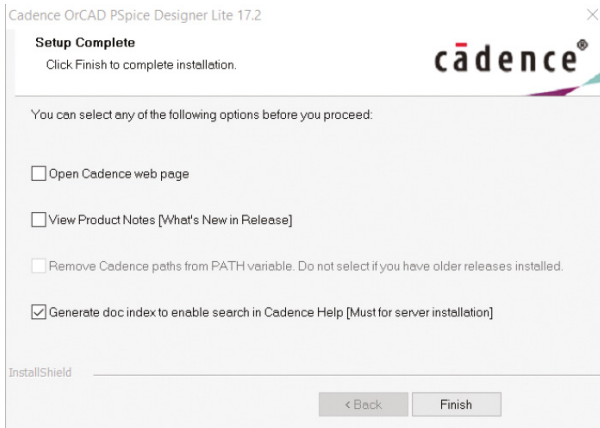 Cadence OrCAD PSpice Designer Lite 17.2
Setup Complete
Click Finish to complete installation.
cādence®
You can select any of the following options before you proceed:
Open Cadence web page
View Product Notes [What's New in Release]
Remove Cadence paths from PATH variable. Do not select if you have older releases installed.
Generate doc index to enable search in Cadence Help [Must for server installation]
InstallShield
< Back Finish